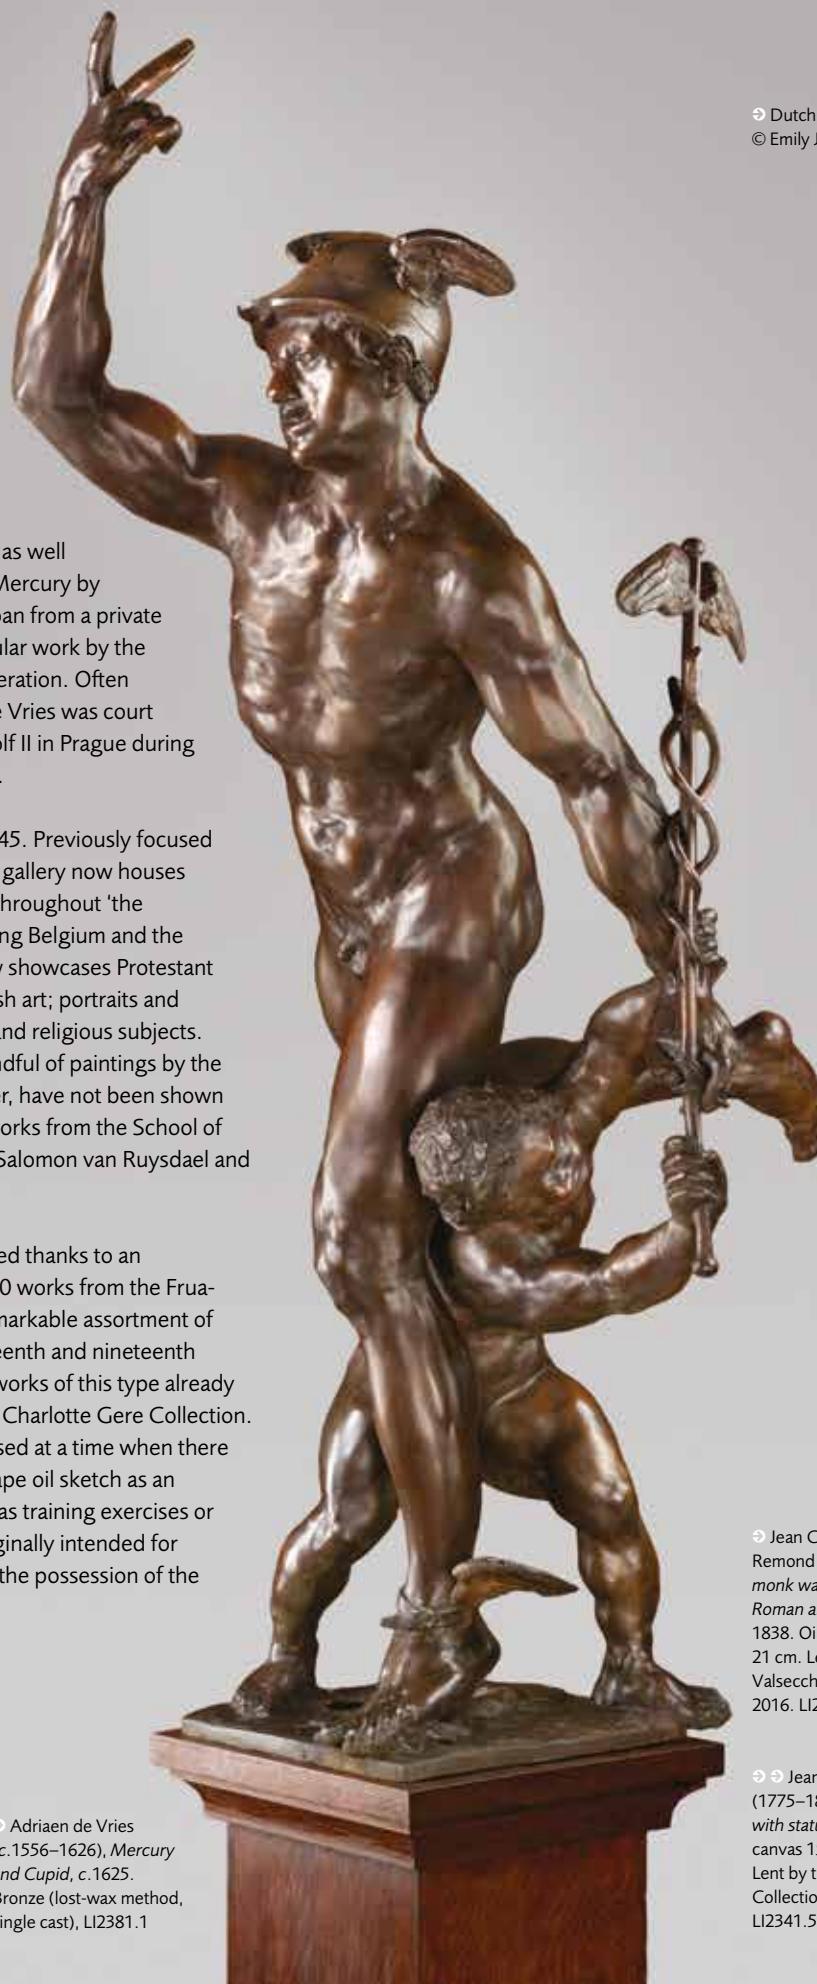 as well
Mercury by
oan from a private
ular work by the
eration. Often
e Vries was court
olf II in Prague during
.
45. Previously focused
gallery now houses
hroughout ‘the
ng Belgium and the
y showcases Protestant
sh art; portraits and
nd religious subjects.
ndful of paintings by the
er, have not been shown
orks from the School of
Salomon van Ruysdael and
ed thanks to an
0 works from the Frua-
markable assortment of
eenth and nineteenth
works of this type already
Charlotte Gere Collection.
sed at a time when there
ape oil sketch as an
as training exercises or
ginally intended for
the possession of the
Adriaen de Vries
c.1556–1626), Mercury
nd Cupid, c.1625.
Bronze (lost-wax method,
single cast), LI2381.1
Dutch
© Emily J
Jean C
Remond
monk wa
Roman a
1838. Oi
21 cm. Le
Valsecch
2016. LI2
Jean
(1775–18
with statu
canvas 1
Lent by t
Collectio
LI2341.5